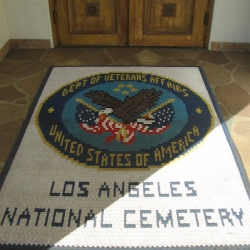 DEPT OF VETERANS AFFAIRS
UNITED STATES OF AMERICA
LOS ANGELES
NATIONAL CEMETERY